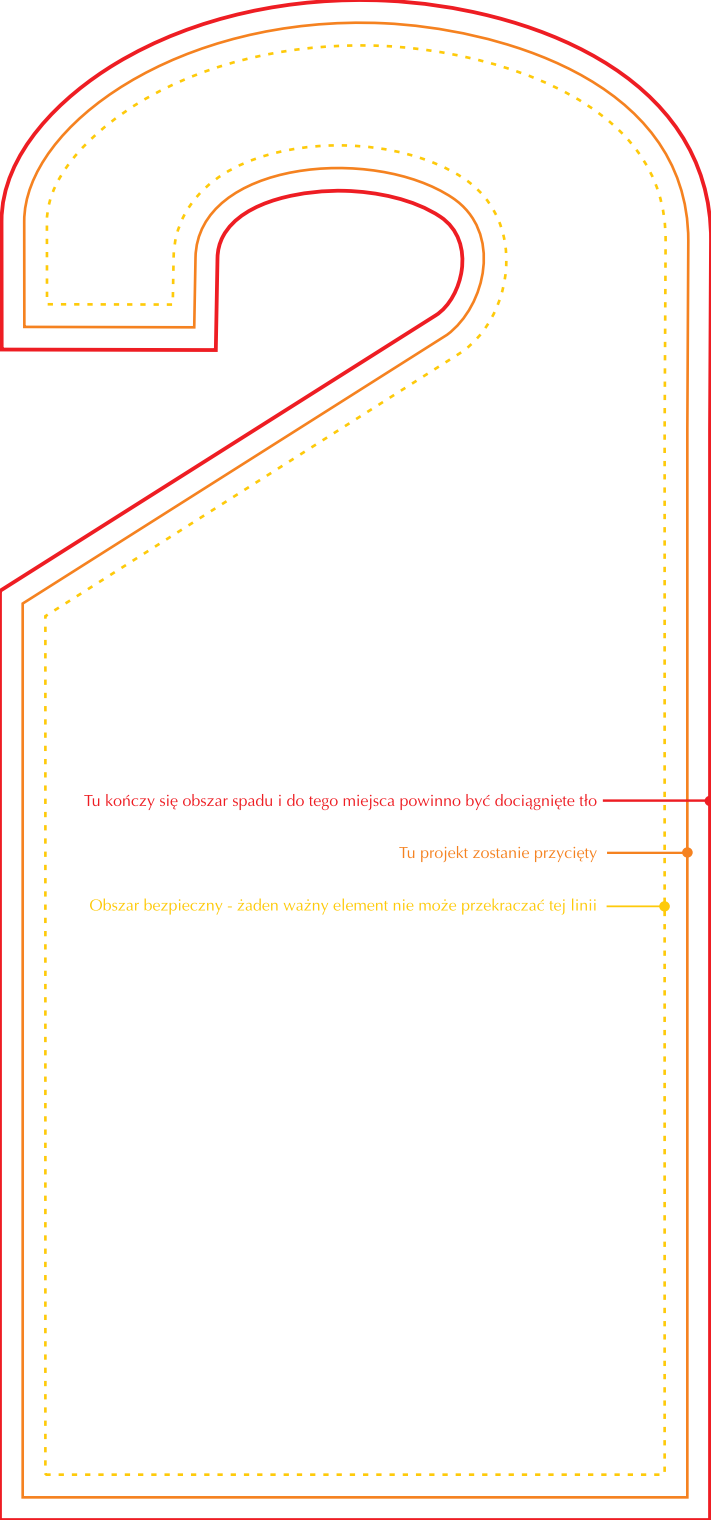 Tu kończy się obszar spadu i do tego miejsca powinno być dociągnięte tło
Tu projekt zostanie przycięty
Obszar bezpieczny - żaden ważny element nie może przekraczać tej linii